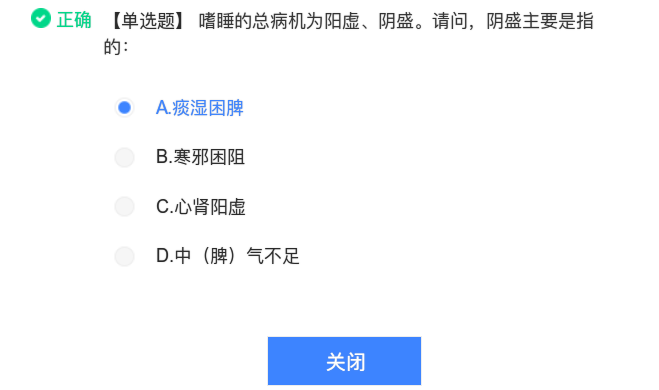 正确 【单选题】 嗜睡的总病机为阳虚、阴盛。请问，阴盛主要是指
的：
A.痰湿困脾
B.寒邪困阻
C.心肾阳虚
D.中（脾）气不足
关闭